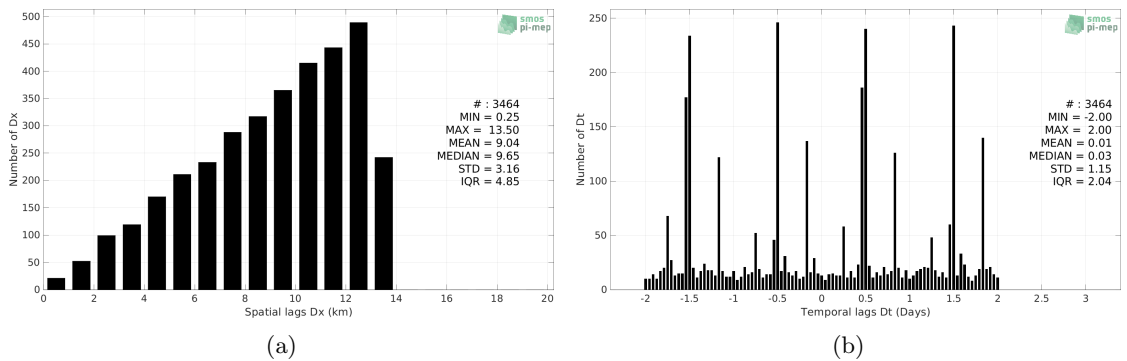 500
450
400
350
300
250
200
150
100
50
0
Number of Dx
0 2 4 6 8 10 12 14 16 18 20
Spatial lags Dx (km)
smos
pi-mep
# : 3464
MIN = 0.25
MAX = 13.50
MEAN = 9.04
MEDIAN = 9.65
STD = 3.16
IQR = 4.85
(a)
250
200
150
100
50
0
Number of Dt
-2 -1.5 -1 -0.5 0 0.5 1 1.5 2 2.5 3
Temporal lags Dt (Days)
smos
pi-mep
# : 3464
MIN = -2.00
MAX = 2.00
MEAN = 0.01
MEDIAN = 0.03
STD = 1.15
IQR = 2.04
(b)